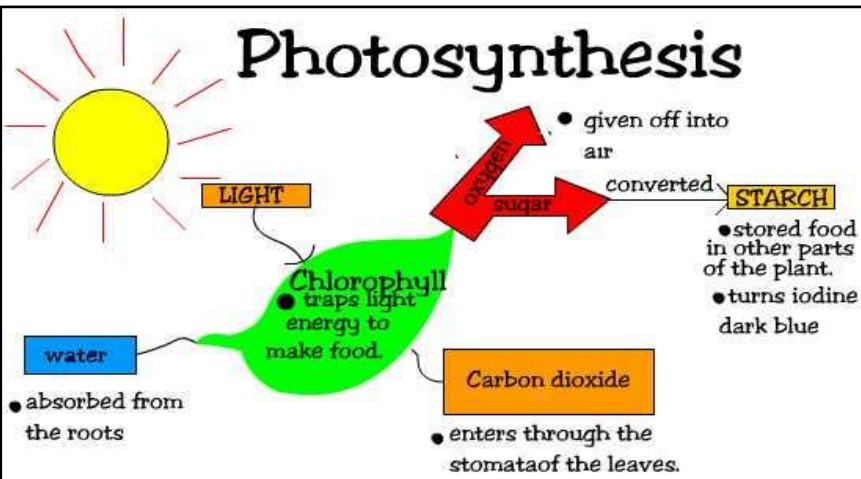 Photosynthesis
● given off into
air
oxygen
sugar
converted
STARCH
●stored food
in other parts
of the plant.
●turns iodine
dark blue
LIGHT
Chlorophyll
● traps light
energy to
make food.
water
● absorbed from
the roots
Carbon dioxide
● enters through the
stomataof the leaves.